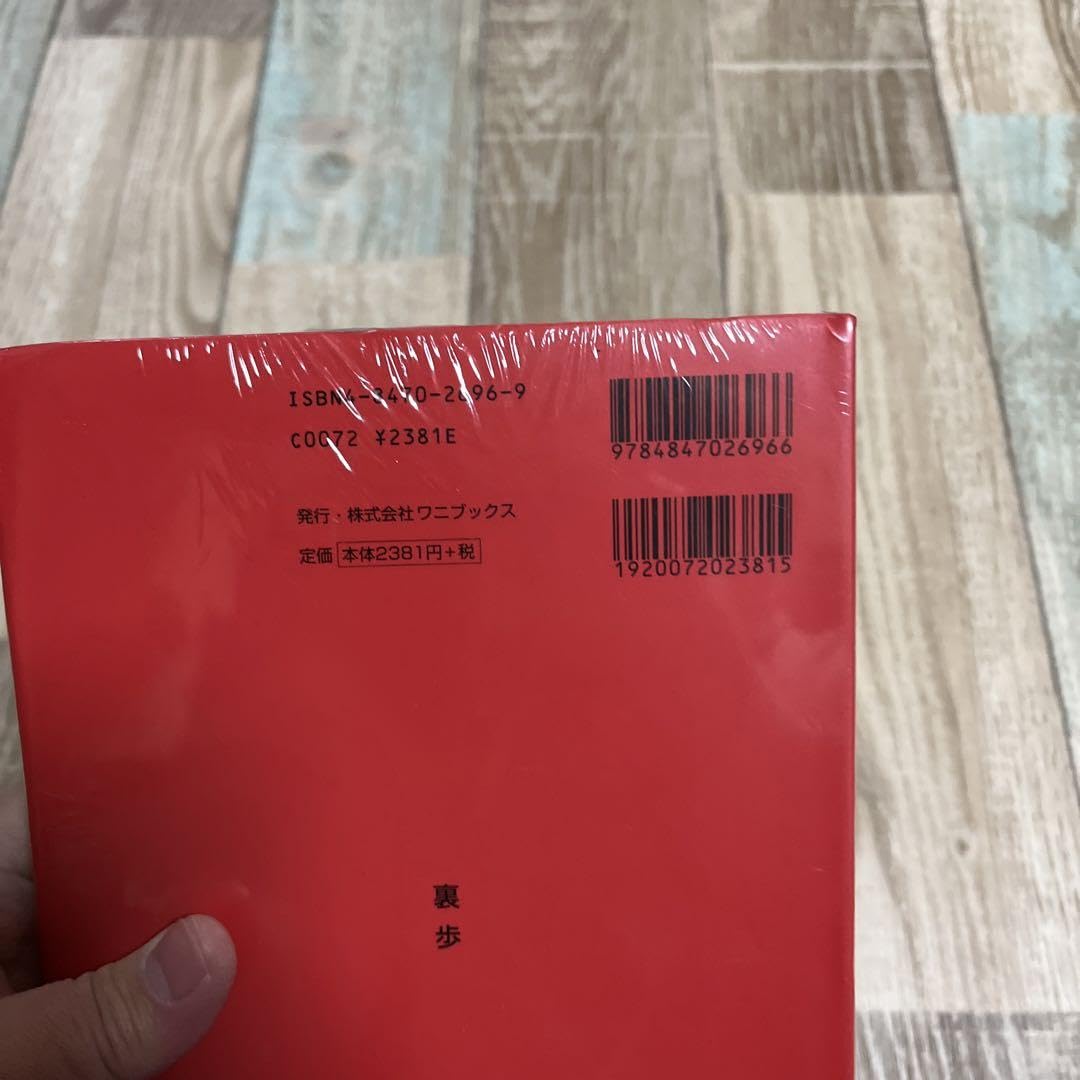 ISBN4-8470-2696-9
C0072 ¥2381E
9784847026966
発行・株式会社ワニブックス
定価 本体2381円+税
1920072023815
裏歩